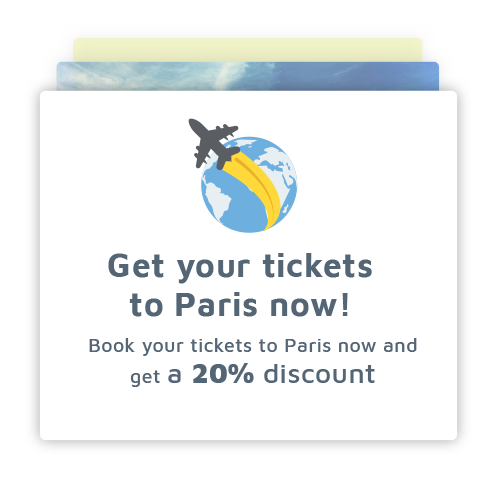 Get your tickets
to Paris now!
Book your tickets to Paris now and
get a 20% discount